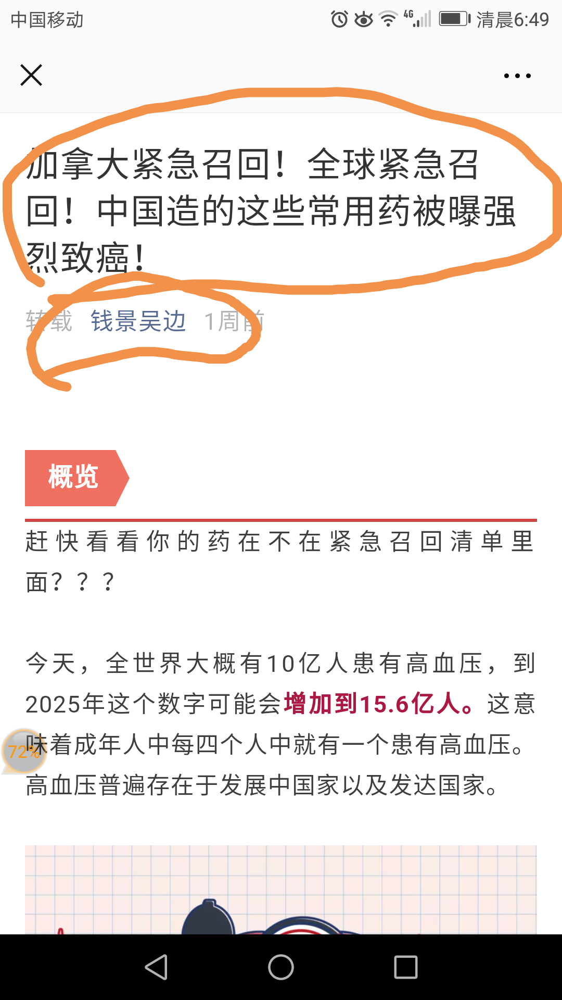 中国移动 4G 清晨6:49
加拿大紧急召回！全球紧急召
回！中国造的这些常用药被曝强
烈致癌！
转载 钱景吴边 1周前
概览
赶快看看你的药在不在紧急召回清单里
面？？？
今天，全世界大概有10亿人患有高血压，到
2025年这个数字可能会增加到15.6亿人。这意
味着成年人中每四个人中就有一个患有高血压。
72%
高血压普遍存在于发展中国家以及发达国家。